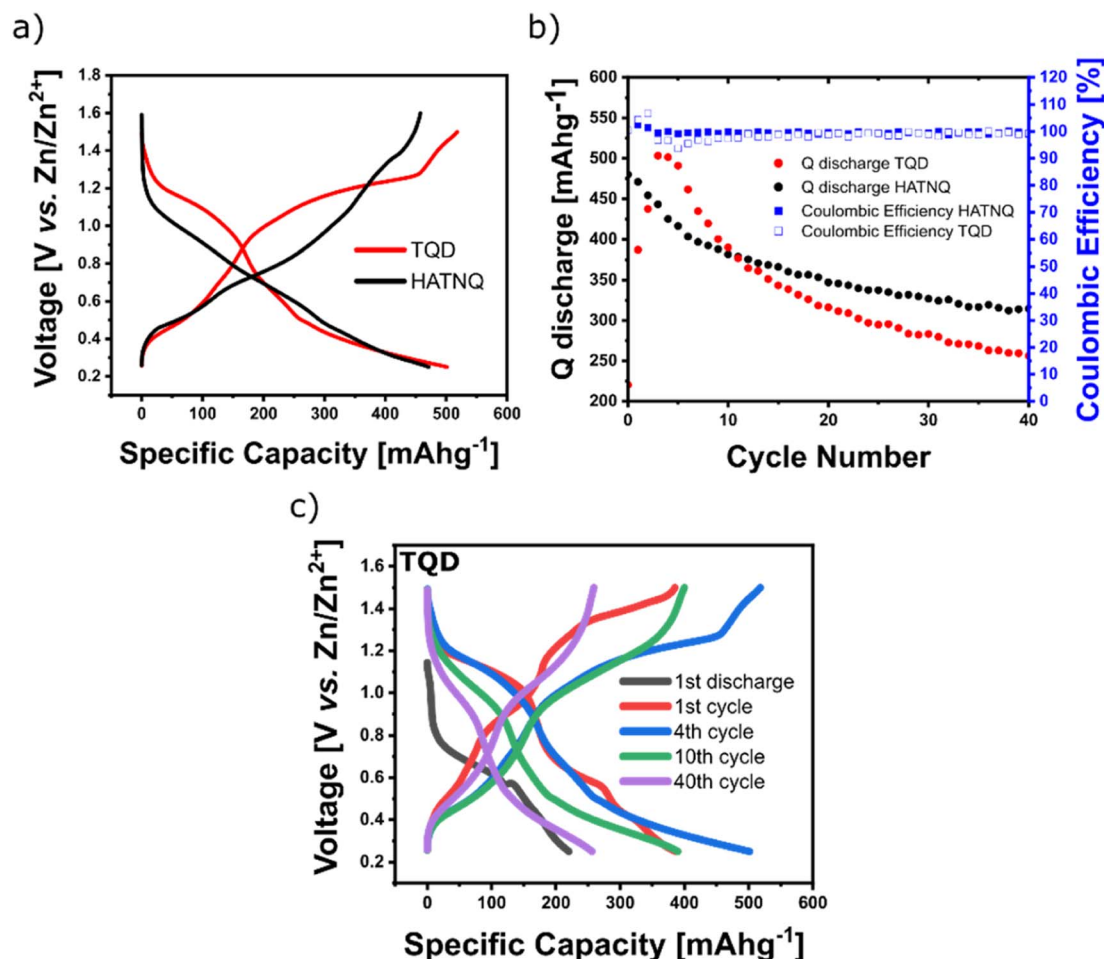 a)
Voltage [V vs. Zn/Zn²⁺]
1.8
1.6
1.4
1.2
1.0
0.8
0.6
0.4
0.2
TQD
HATNQ
0 100 200 300 400 500 600
Specific Capacity [mAhg⁻¹]
b)
Q discharge [mAhg⁻¹]
600
550
500
450
400
350
300
250
200
Q discharge TQD
Q discharge HATNQ
Coulombic Efficiency HATNQ
Coulombic Efficiency TQD
120
110
100
90
80
70
60
50
40
30
20
10
0
Coulombic Efficiency [%]
0 10 20 30 40
Cycle Number
c)
TQD
Voltage [V vs. Zn/Zn²⁺]
1.6
1.4
1.2
1.0
0.8
0.6
0.4
0.2
1st discharge
1st cycle
4th cycle
10th cycle
40th cycle
0 100 200 300 400 500 600
Specific Capacity [mAhg⁻¹]